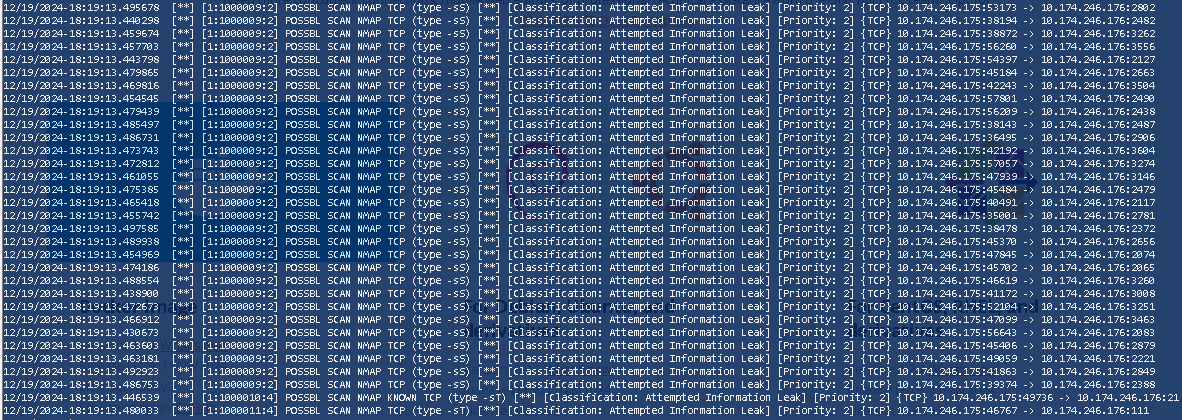 12/19/2024-18:19:13.495678  [**] [1:1000009:2] POSSBL SCAN NMAP TCP (type -sS) [**] [Classification: Attempted Information Leak] [Priority: 2] {TCP} 10.174.246.175:53173 -> 10.174.246.176:2802
12/19/2024-18:19:13.440298  [**] [1:1000009:2] POSSBL SCAN NMAP TCP (type -sS) [**] [Classification: Attempted Information Leak] [Priority: 2] {TCP} 10.174.246.175:38194 -> 10.174.246.176:2482
12/19/2024-18:19:13.459674  [**] [1:1000009:2] POSSBL SCAN NMAP TCP (type -sS) [**] [Classification: Attempted Information Leak] [Priority: 2] {TCP} 10.174.246.175:38872 -> 10.174.246.176:3262
12/19/2024-18:19:13.457703  [**] [1:1000009:2] POSSBL SCAN NMAP TCP (type -sS) [**] [Classification: Attempted Information Leak] [Priority: 2] {TCP} 10.174.246.175:56260 -> 10.174.246.176:3556
12/19/2024-18:19:13.443798  [**] [1:1000009:2] POSSBL SCAN NMAP TCP (type -sS) [**] [Classification: Attempted Information Leak] [Priority: 2] {TCP} 10.174.246.175:54397 -> 10.174.246.176:2127
12/19/2024-18:19:13.479865  [**] [1:1000009:2] POSSBL SCAN NMAP TCP (type -sS) [**] [Classification: Attempted Information Leak] [Priority: 2] {TCP} 10.174.246.175:45184 -> 10.174.246.176:2663
12/19/2024-18:19:13.469816  [**] [1:1000009:2] POSSBL SCAN NMAP TCP (type -sS) [**] [Classification: Attempted Information Leak] [Priority: 2] {TCP} 10.174.246.175:42243 -> 10.174.246.176:3504
12/19/2024-18:19:13.454545  [**] [1:1000009:2] POSSBL SCAN NMAP TCP (type -sS) [**] [Classification: Attempted Information Leak] [Priority: 2] {TCP} 10.174.246.175:57801 -> 10.174.246.176:2490
12/19/2024-18:19:13.479439  [**] [1:1000009:2] POSSBL SCAN NMAP TCP (type -sS) [**] [Classification: Attempted Information Leak] [Priority: 2] {TCP} 10.174.246.175:56209 -> 10.174.246.176:2438
12/19/2024-18:19:13.485497  [**] [1:1000009:2] POSSBL SCAN NMAP TCP (type -sS) [**] [Classification: Attempted Information Leak] [Priority: 2] {TCP} 10.174.246.175:38143 -> 10.174.246.176:2487
12/19/2024-18:19:13.486731  [**] [1:1000009:2] POSSBL SCAN NMAP TCP (type -sS) [**] [Classification: Attempted Information Leak] [Priority: 2] {TCP} 10.174.246.175:36495 -> 10.174.246.176:2906
12/19/2024-18:19:13.473743  [**] [1:1000009:2] POSSBL SCAN NMAP TCP (type -sS) [**] [Classification: Attempted Information Leak] [Priority: 2] {TCP} 10.174.246.175:42192 -> 10.174.246.176:3604
12/19/2024-18:19:13.472812  [**] [1:1000009:2] POSSBL SCAN NMAP TCP (type -sS) [**] [Classification: Attempted Information Leak] [Priority: 2] {TCP} 10.174.246.175:57057 -> 10.174.246.176:3274
12/19/2024-18:19:13.461055  [**] [1:1000009:2] POSSBL SCAN NMAP TCP (type -sS) [**] [Classification: Attempted Information Leak] [Priority: 2] {TCP} 10.174.246.175:47939 -> 10.174.246.176:3146
12/19/2024-18:19:13.475385  [**] [1:1000009:2] POSSBL SCAN NMAP TCP (type -sS) [**] [Classification: Attempted Information Leak] [Priority: 2] {TCP} 10.174.246.175:45484 -> 10.174.246.176:2479
12/19/2024-18:19:13.465418  [**] [1:1000009:2] POSSBL SCAN NMAP TCP (type -sS) [**] [Classification: Attempted Information Leak] [Priority: 2] {TCP} 10.174.246.175:40491 -> 10.174.246.176:2117
12/19/2024-18:19:13.455742  [**] [1:1000009:2] POSSBL SCAN NMAP TCP (type -sS) [**] [Classification: Attempted Information Leak] [Priority: 2] {TCP} 10.174.246.175:35001 -> 10.174.246.176:2781
12/19/2024-18:19:13.497585  [**] [1:1000009:2] POSSBL SCAN NMAP TCP (type -sS) [**] [Classification: Attempted Information Leak] [Priority: 2] {TCP} 10.174.246.175:38478 -> 10.174.246.176:2372
12/19/2024-18:19:13.489938  [**] [1:1000009:2] POSSBL SCAN NMAP TCP (type -sS) [**] [Classification: Attempted Information Leak] [Priority: 2] {TCP} 10.174.246.175:45370 -> 10.174.246.176:2656
12/19/2024-18:19:13.454969  [**] [1:1000009:2] POSSBL SCAN NMAP TCP (type -sS) [**] [Classification: Attempted Information Leak] [Priority: 2] {TCP} 10.174.246.175:47845 -> 10.174.246.176:2074
12/19/2024-18:19:13.474186  [**] [1:1000009:2] POSSBL SCAN NMAP TCP (type -sS) [**] [Classification: Attempted Information Leak] [Priority: 2] {TCP} 10.174.246.175:45702 -> 10.174.246.176:2065
12/19/2024-18:19:13.488554  [**] [1:1000009:2] POSSBL SCAN NMAP TCP (type -sS) [**] [Classification: Attempted Information Leak] [Priority: 2] {TCP} 10.174.246.175:46619 -> 10.174.246.176:3260
12/19/2024-18:19:13.438908  [**] [1:1000009:2] POSSBL SCAN NMAP TCP (type -sS) [**] [Classification: Attempted Information Leak] [Priority: 2] {TCP} 10.174.246.175:41172 -> 10.174.246.176:3008
12/19/2024-18:19:13.472673  [**] [1:1000009:2] POSSBL SCAN NMAP TCP (type -sS) [**] [Classification: Attempted Information Leak] [Priority: 2] {TCP} 10.174.246.175:52104 -> 10.174.246.176:3251
12/19/2024-18:19:13.466912  [**] [1:1000009:2] POSSBL SCAN NMAP TCP (type -sS) [**] [Classification: Attempted Information Leak] [Priority: 2] {TCP} 10.174.246.175:47099 -> 10.174.246.176:3463
12/19/2024-18:19:13.430673  [**] [1:1000009:2] POSSBL SCAN NMAP TCP (type -sS) [**] [Classification: Attempted Information Leak] [Priority: 2] {TCP} 10.174.246.175:56643 -> 10.174.246.176:2083
12/19/2024-18:19:13.463603  [**] [1:1000009:2] POSSBL SCAN NMAP TCP (type -sS) [**] [Classification: Attempted Information Leak] [Priority: 2] {TCP} 10.174.246.175:45406 -> 10.174.246.176:2879
12/19/2024-18:19:13.463181  [**] [1:1000009:2] POSSBL SCAN NMAP TCP (type -sS) [**] [Classification: Attempted Information Leak] [Priority: 2] {TCP} 10.174.246.175:49059 -> 10.174.246.176:2221
12/19/2024-18:19:13.492923  [**] [1:1000009:2] POSSBL SCAN NMAP TCP (type -sS) [**] [Classification: Attempted Information Leak] [Priority: 2] {TCP} 10.174.246.175:41863 -> 10.174.246.176:2849
12/19/2024-18:19:13.486753  [**] [1:1000009:2] POSSBL SCAN NMAP TCP (type -sS) [**] [Classification: Attempted Information Leak] [Priority: 2] {TCP} 10.174.246.175:39374 -> 10.174.246.176:2388
12/19/2024-18:19:13.446539  [**] [1:1000010:4] POSSBL SCAN NMAP KNOWN TCP (type -sT) [**] [Classification: Attempted Information Leak] [Priority: 2] {TCP} 10.174.246.175:49736 -> 10.174.246.176:21
12/19/2024-18:19:13.480033  [**] [1:1000011:4] POSSBL SCAN NMAP TCP (type -sT) [**] [Classification: Attempted Information Leak] [Priority: 2] {TCP} 10.174.246.175:46767 -> 10.174.246.176:111